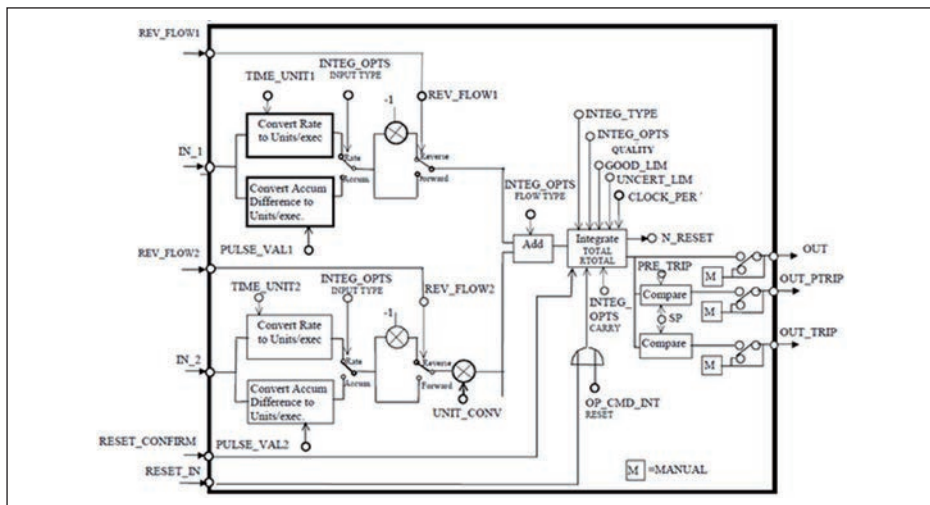 REV_FLOW1
TIME_UNIT1
INTEG_OPTS
INPUT TYPE
-1
REV_FLOW1
Convert Rate
to Units/exec
Rate
Accum
Reverse
Forward
IN_1
Convert Accum
Difference to
Units/exec.
PULSE_VAL1
INTEG_TYPE
INTEG_OPTS
QUALITY
GOOD_LIM
UNCERT_LIM
CLOCK_PER
INTEG_OPTS
FLOW TYPE
Add
Integrate
TOTAL
RTOTAL
N_RESET
OUT
M
PRE_TRIP
OUT_PTRIP
Compare
M
SP
OUT_TRIP
Compare
M
INTEG_
OPTS
CARRY
REV_FLOW2
TIME_UNIT2
INTEG_OPTS
INPUT TYPE
REV_FLOW2
-1
Convert Rate
to Units/exec
Rate
Accum
Reverse
Forward
IN_2
Convert Accum
Difference to
Units/exec.
UNIT_CONV
PULSE_VAL2
OP_CMD_INT
RESET
RESET_CONFIRM
RESET_IN
M =MANUAL